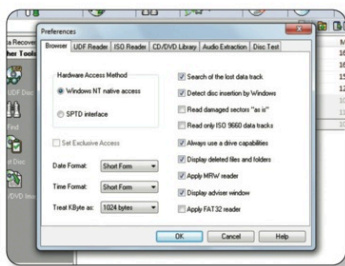 Preferences
Browser UDF Reader ISO Reader CD/DVD Library Audio Extraction Disc Test
Hardware Access Method
Windows NT native access
SPTD interface
Set Exclusive Access
Date Format: Short Form
Time Format: Short Form
Treat KByte as: 1024 bytes
Search of the lost data track
Detect disc insertion by Windows
Read damaged sectors "as is"
Read only ISO 9660 data tracks
Always use a drive capabilities
Display deleted files and folders
Apply MRW reader
Display adviser window
Apply FAT32 reader
OK Cancel Help
UDF Disc
Find